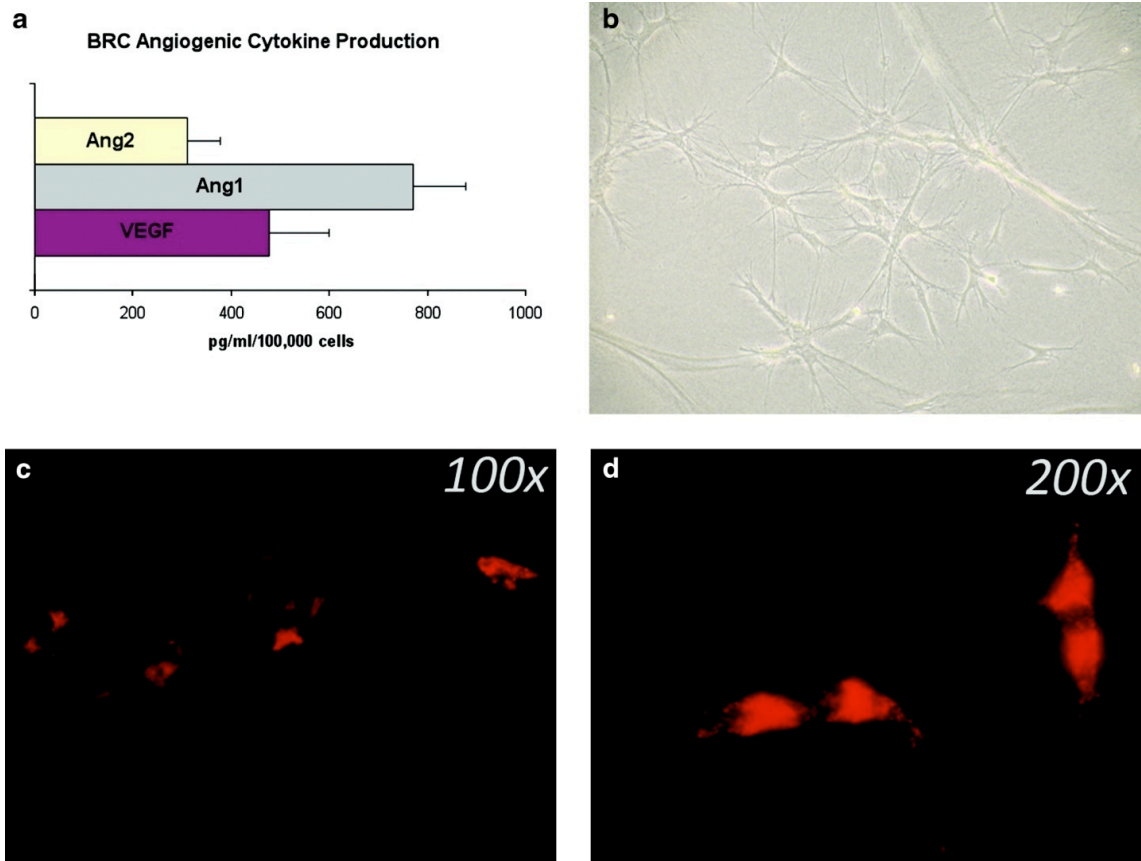 a
BRC Angiogenic Cytokine Production
Ang2
Ang1
VEGF
0 200 400 600 800 1000
pg/ml/100,000 cells
b
c
100x
d
200x